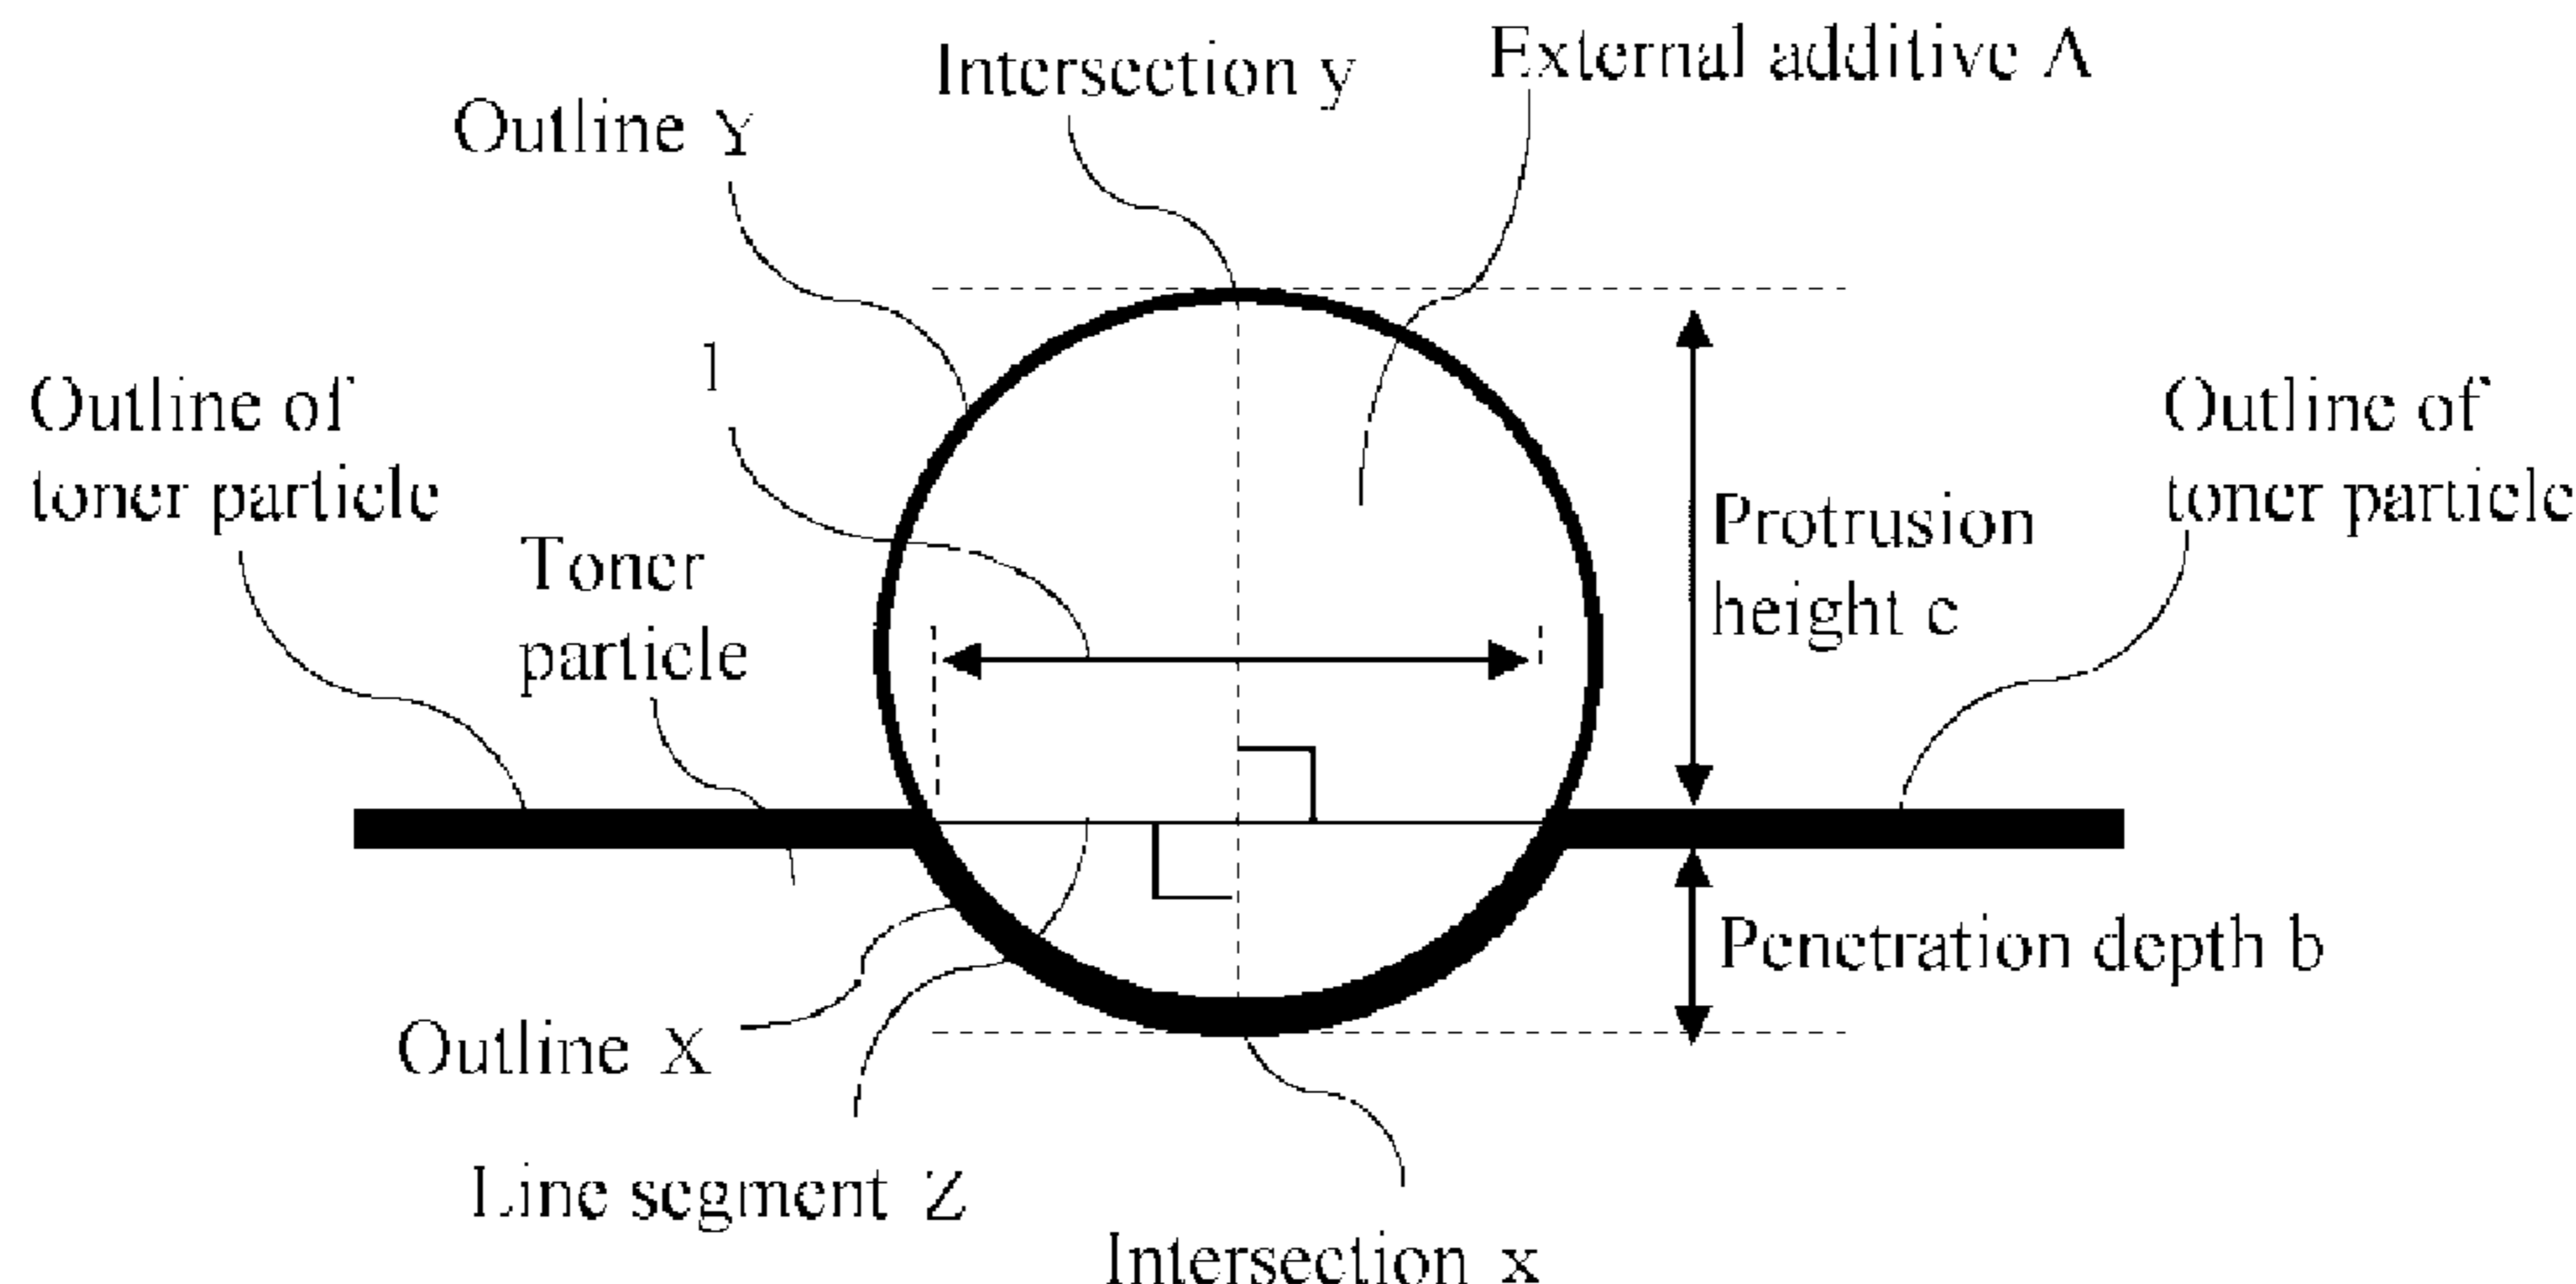 Intersection y
External additive A
Outline Y
l
Outline of
toner particle
Outline of
toner particle
Toner
particle
Protrusion
height c
Penetration depth b
Outline X
Line segment Z
Intersection x